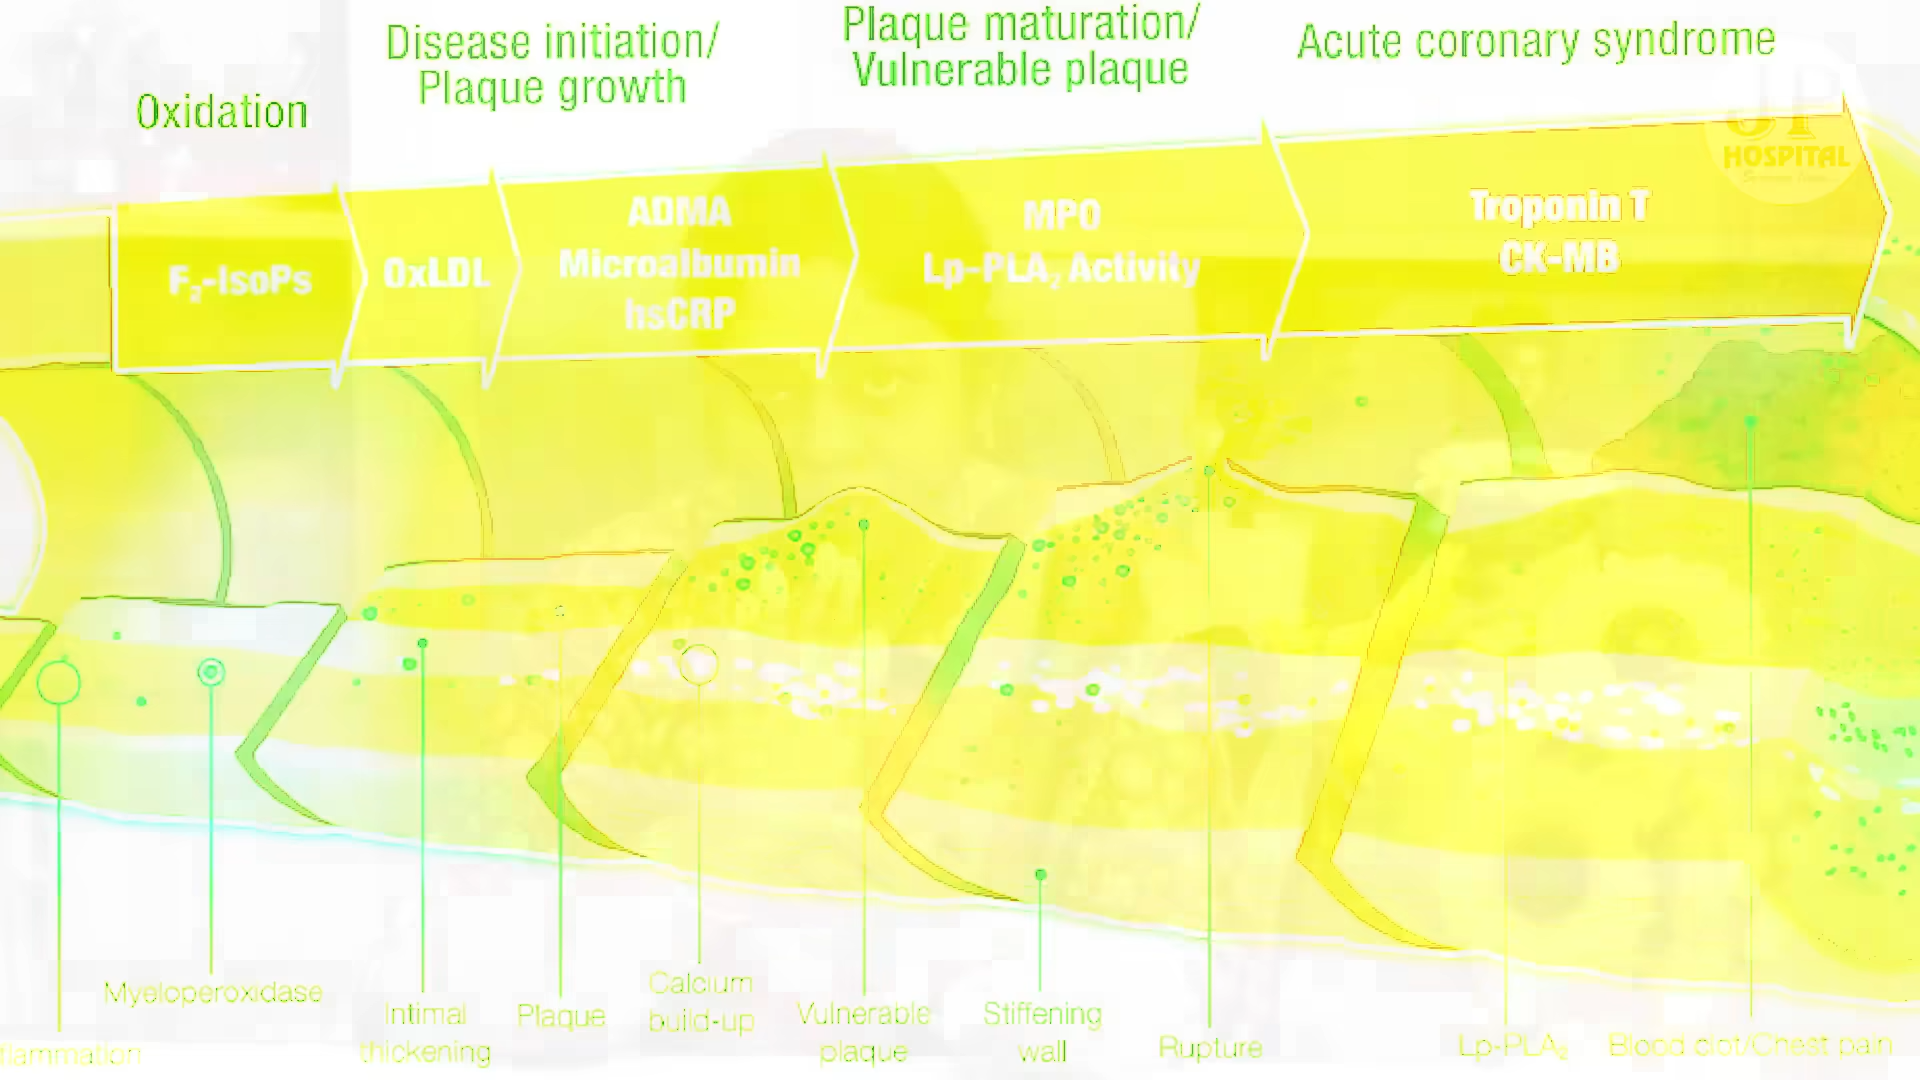 Oxidation
Disease initiation/
Plaque growth
Plaque maturation/
Vulnerable plaque
Acute coronary syndrome
JP
HOSPITAL
F₂-IsoPs
OxLDL
ADMA
Microalbumin
hsCRP
MPO
Lp-PLA₂ Activity
Troponin T
CK-MB
flammation
Myeloperoxidase
Intimal
thickening
Plaque
Calcium
build-up
Vulnerable
plaque
Stiffening
wall
Rupture
Lp-PLA₂
Blood clot/Chest pain